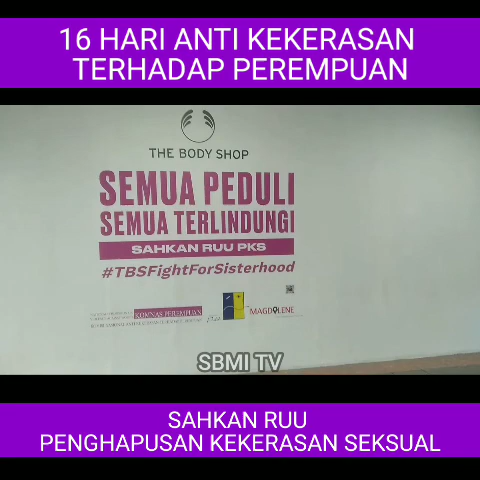 16 HARI ANTI KEKERASAN
TERHADAP PEREMPUAN
THE BODY SHOP
SEMUA PEDULI
SEMUA TERLINDUNGI
SAHKAN RUU PKS
#TBSFightForSisterhood
KOMNAS PEREMPUAN
MAGDALENE
SBMI TV
SAHKAN RUU
PENGHAPUSAN KEKERASAN SEKSUAL